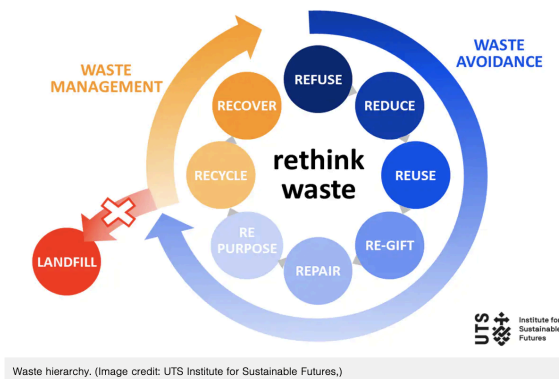 WASTE
MANAGEMENT
WASTE
AVOIDANCE
REFUSE
REDUCE
REUSE
RE-GIFT
REPAIR
RE
PURPOSE
RECYCLE
RECOVER
rethink
waste
LANDFILL
UTS
Institute for
Sustainable
Futures
Waste hierarchy. (Image credit: UTS Institute for Sustainable Futures,)